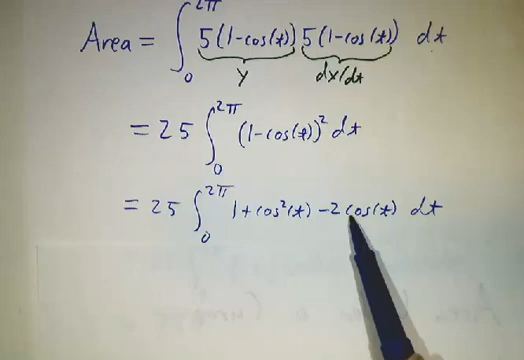 Area = ∫₀^2π 5(1-cos(t)) 5(1-cos(t)) dt
y dx/dt
= 25 ∫₀^2π (1-cos(t))² dt
= 25 ∫₀^2π 1+cos²(t) -2cos(t) dt